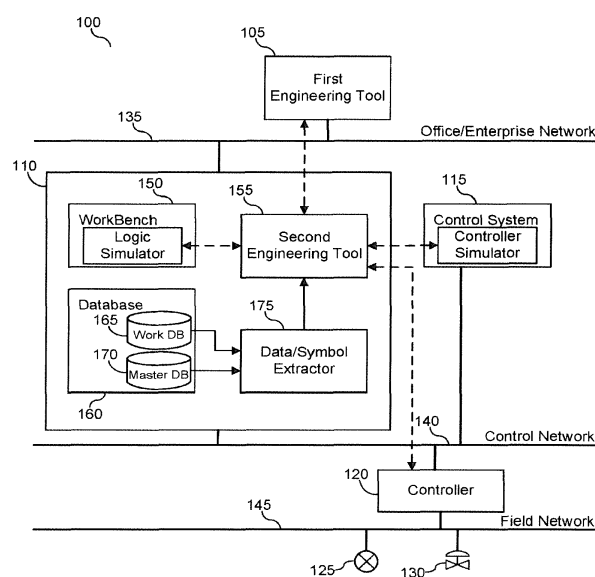 100
105
First
Engineering Tool
135
Office/Enterprise Network
110
150
WorkBench
Logic
Simulator
155
Second
Engineering Tool
115
Control System
Controller
Simulator
Database
165
Work DB
170
Master DB
160
175
Data/Symbol
Extractor
140
Control Network
120
Controller
145
Field Network
125
130